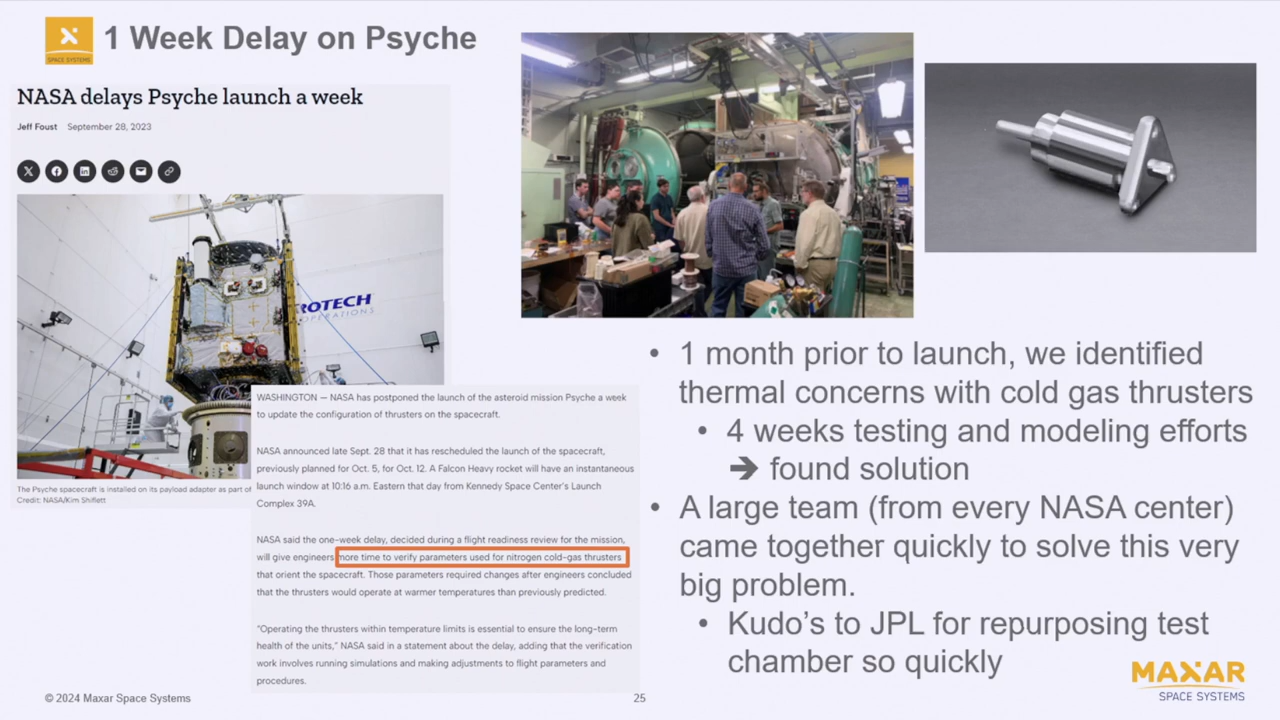 SPACE SYSTEMS
1 Week Delay on Psyche
NASA delays Psyche launch a week
Jeff Foust September 28, 2023
ROTECH
OPERATIONS
The Psyche spacecraft is installed on its payload adapter as part of
Credit: NASA/Kim Shiflett
WASHINGTON — NASA has postponed the launch of the asteroid mission Psyche a week
to update the configuration of thrusters on the spacecraft.
NASA announced late Sept. 28 that it has rescheduled the launch of the spacecraft,
previously planned for Oct. 5, for Oct. 12. A Falcon Heavy rocket will have an instantaneous
launch window at 10:16 a.m. Eastern that day from Kennedy Space Center's Launch
Complex 39A.
NASA said the one-week delay, decided during a flight readiness review for the mission,
will give engineers more time to verify parameters used for nitrogen cold-gas thrusters
that orient the spacecraft. Those parameters required changes after engineers concluded
that the thrusters would operate at warmer temperatures than previously predicted.
"Operating the thrusters within temperature limits is essential to ensure the long-term
health of the units," NASA said in a statement about the delay, adding that the verification
work involves running simulations and making adjustments to flight parameters and
procedures.
• 1 month prior to launch, we identified
thermal concerns with cold gas thrusters
• 4 weeks testing and modeling efforts
➔ found solution
• A large team (from every NASA center)
came together quickly to solve this very
big problem.
• Kudo's to JPL for repurposing test
chamber so quickly
© 2024 Maxar Space Systems
25
MAXAR
SPACE SYSTEMS